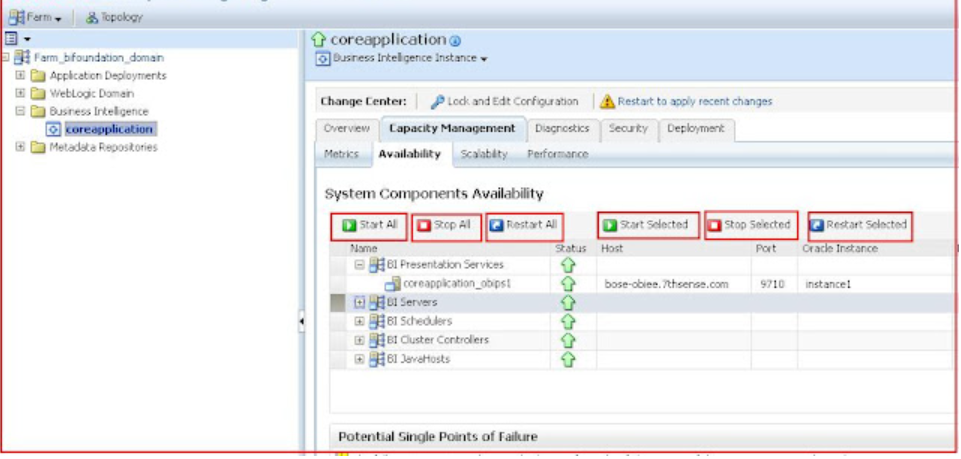 Farm
Topology
Farm_bifoundation_domain
Application Deployments
WebLogic Domain
Business Intelligence
coreapplication
Metadata Repositories
coreapplication
Business Intelligence Instance
Change Center: Lock and Edit Configuration Restart to apply recent changes
Overview Capacity Management Diagnostics Security Deployment
Metrics Availability Scalability Performance
System Components Availability
Start All Stop All Restart All Start Selected Stop Selected Restart Selected
Name Status Host Port Oracle Instance
BI Presentation Services
coreapplication_obips1 bose-obiee.7thsense.com 9710 instance1
BI Servers
BI Schedulers
BI Cluster Controllers
BI JavaHosts
Potential Single Points of Failure